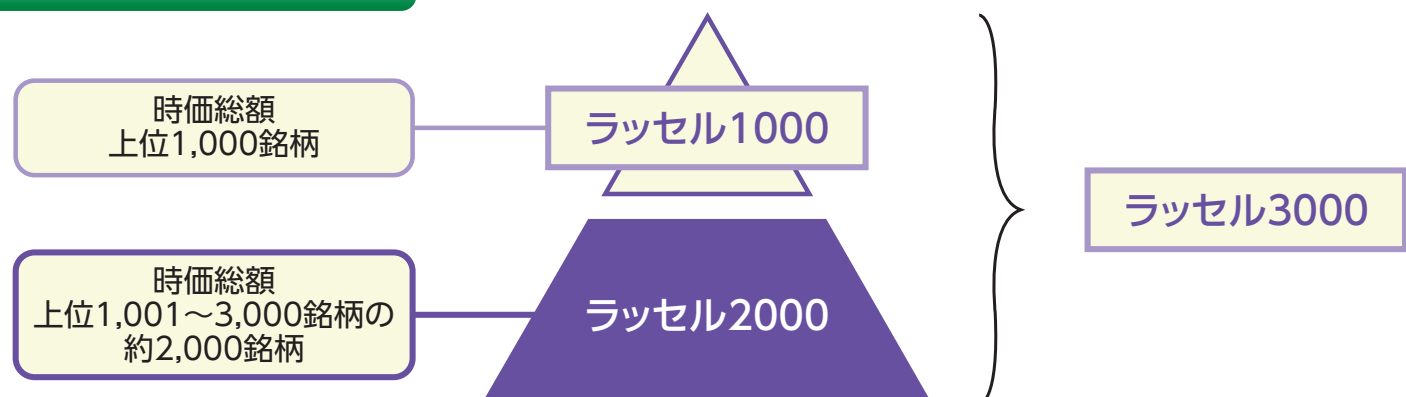 時価総額
上位1,000銘柄
ラッセル1000
ラッセル3000
時価総額
上位1,001〜3,000銘柄の
約2,000銘柄
ラッセル2000